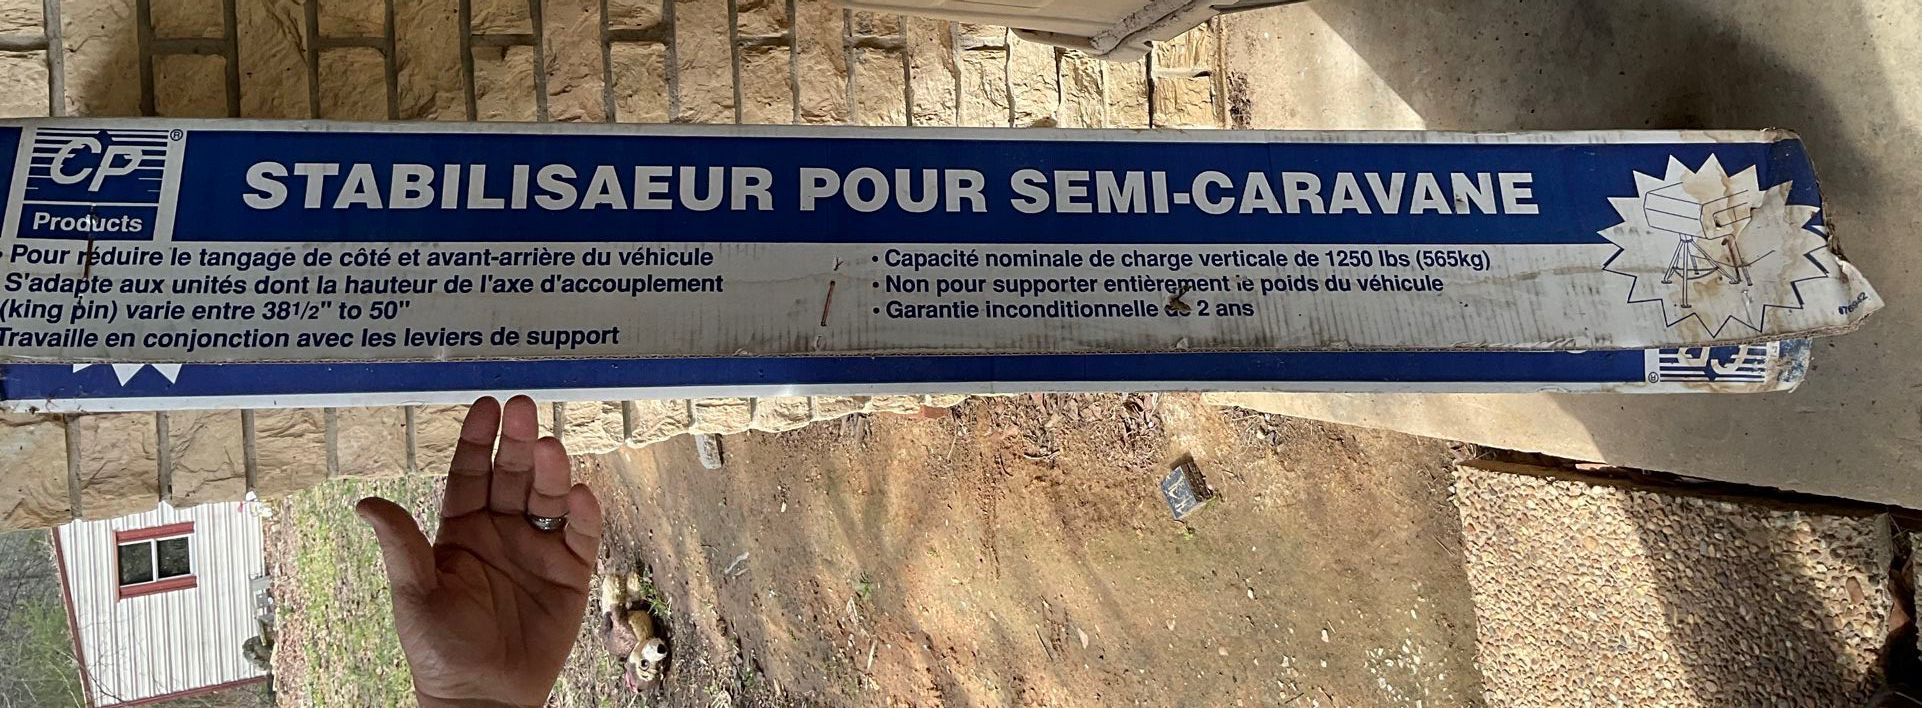 CP®
Products
STABILISAEUR POUR SEMI-CARAVANE
• Pour réduire le tangage de côté et avant-arrière du véhicule
S'adapte aux unités dont la hauteur de l'axe d'accouplement
(king pin) varie entre 381/2" to 50"
Travaille en conjonction avec les leviers de support
• Capacité nominale de charge verticale de 1250 lbs (565kg)
• Non pour supporter entièrement le poids du véhicule
• Garantie inconditionnelle de 2 ans
CP®